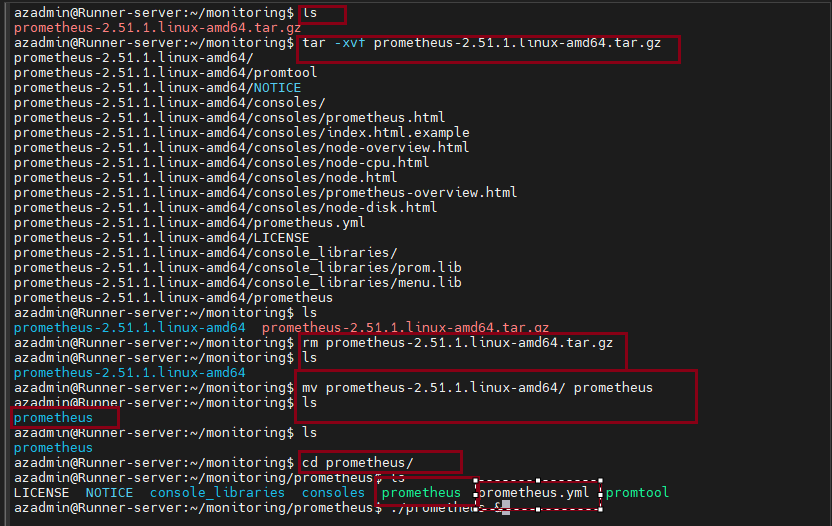 azadmin@Runner-server:~/monitoring$ ls
prometheus-2.51.1.linux-amd64.tar.gz
azadmin@Runner-server:~/monitoring$ tar -xvf prometheus-2.51.1.linux-amd64.tar.gz
prometheus-2.51.1.linux-amd64/
prometheus-2.51.1.linux-amd64/promtool
prometheus-2.51.1.linux-amd64/NOTICE
prometheus-2.51.1.linux-amd64/consoles/
prometheus-2.51.1.linux-amd64/consoles/prometheus.html
prometheus-2.51.1.linux-amd64/consoles/index.html.example
prometheus-2.51.1.linux-amd64/consoles/node-overview.html
prometheus-2.51.1.linux-amd64/consoles/node-cpu.html
prometheus-2.51.1.linux-amd64/consoles/node.html
prometheus-2.51.1.linux-amd64/consoles/prometheus-overview.html
prometheus-2.51.1.linux-amd64/consoles/node-disk.html
prometheus-2.51.1.linux-amd64/prometheus.yml
prometheus-2.51.1.linux-amd64/LICENSE
prometheus-2.51.1.linux-amd64/console_libraries/
prometheus-2.51.1.linux-amd64/console_libraries/prom.lib
prometheus-2.51.1.linux-amd64/console_libraries/menu.lib
prometheus-2.51.1.linux-amd64/prometheus
azadmin@Runner-server:~/monitoring$ ls
prometheus-2.51.1.linux-amd64  prometheus-2.51.1.linux-amd64.tar.gz
azadmin@Runner-server:~/monitoring$ rm prometheus-2.51.1.linux-amd64.tar.gz
azadmin@Runner-server:~/monitoring$ ls
prometheus-2.51.1.linux-amd64
azadmin@Runner-server:~/monitoring$ mv prometheus-2.51.1.linux-amd64/ prometheus
azadmin@Runner-server:~/monitoring$ ls
prometheus
azadmin@Runner-server:~/monitoring$ ls
prometheus
azadmin@Runner-server:~/monitoring$ cd prometheus/
azadmin@Runner-server:~/monitoring/prometheus$ ls
LICENSE  NOTICE  console_libraries  consoles  prometheus  prometheus.yml  promtool
azadmin@Runner-server:~/monitoring/prometheus$ ./prometheus &